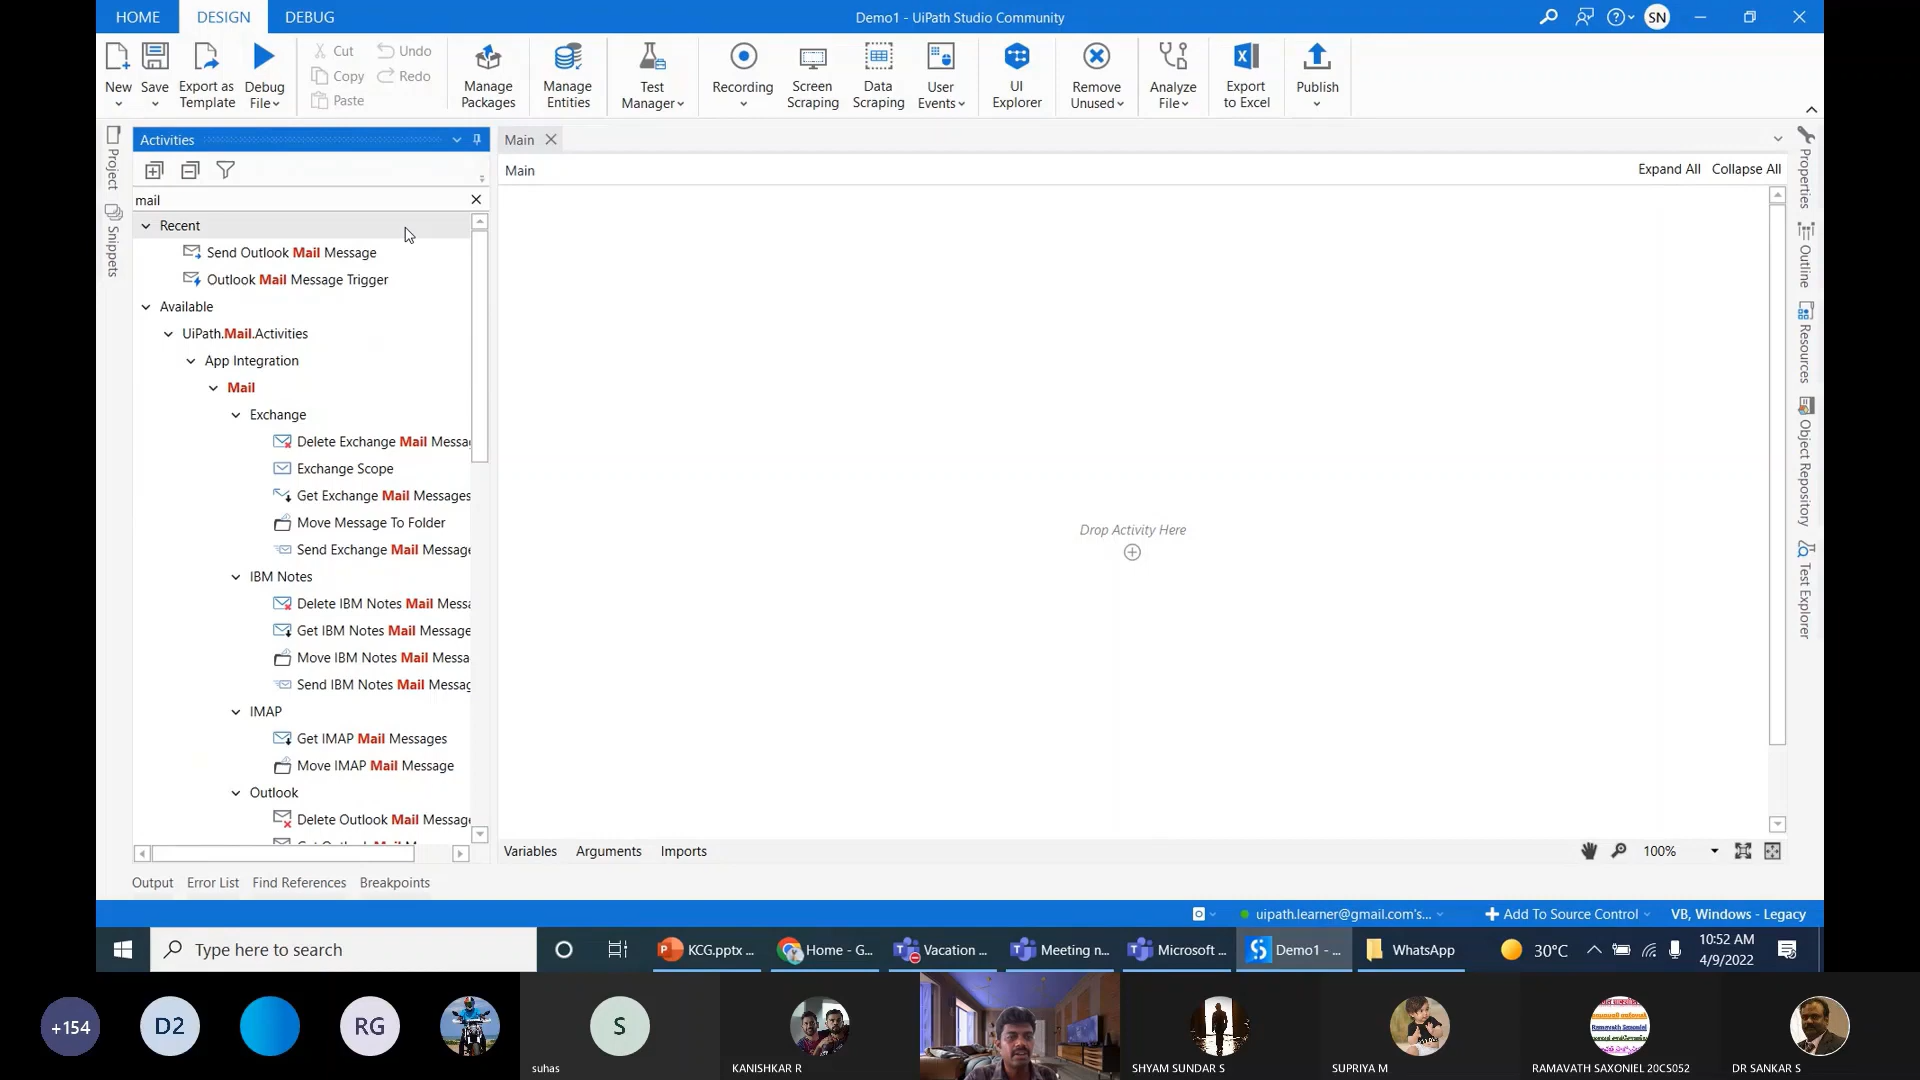 HOME
DESIGN
DEBUG
Demo1 - UiPath Studio Community
SN
New
Save
Export as
Template
Debug
File
Cut
Copy
Paste
Undo
Redo
Manage
Packages
Manage
Entities
Test
Manager
Recording
Screen
Scraping
Data
Scraping
User
Events
UI
Explorer
Remove
Unused
Analyze
File
Export
to Excel
Publish
Project
Snippets
Activities
mail
Recent
Send Outlook Mail Message
Outlook Mail Message Trigger
Available
UiPath.Mail.Activities
App Integration
Mail
Exchange
Delete Exchange Mail Messa
Exchange Scope
Get Exchange Mail Messages
Move Message To Folder
Send Exchange Mail Message
IBM Notes
Delete IBM Notes Mail Messa
Get IBM Notes Mail Message
Move IBM Notes Mail Messa
Send IBM Notes Mail Messag
IMAP
Get IMAP Mail Messages
Move IMAP Mail Message
Outlook
Delete Outlook Mail Message
Main
Main
Expand All
Collapse All
Drop Activity Here
Properties
Outline
Resources
Object Repository
Test Explorer
Variables
Arguments
Imports
100%
Output
Error List
Find References
Breakpoints
uipath.learner@gmail.com's...
Add To Source Control
VB, Windows - Legacy
Type here to search
KCG.pptx ...
Home - G...
Vacation ...
Meeting n...
Microsoft ...
Demo1 - ...
WhatsApp
30°C
10:52 AM
4/9/2022
+154
D2
RG
S
suhas
KANISHKAR R
SHYAM SUNDAR S
SUPRIYA M
Ramavath Saxoniel
RAMAVATH SAXONIEL 20CS052
DR SANKAR S